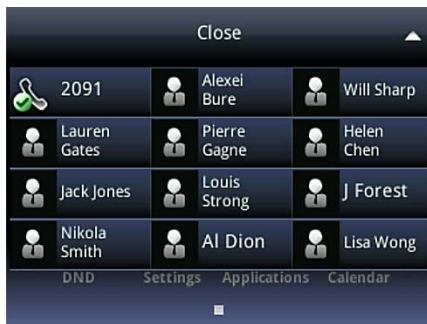 Close
2091
Alexei
Bure
Will Sharp
Lauren
Gates
Pierre
Gagne
Helen
Chen
Jack Jones
Louis
Strong
J Forest
Nikola
Smith
Al Dion
Lisa Wong
DND Settings Applications Calendar